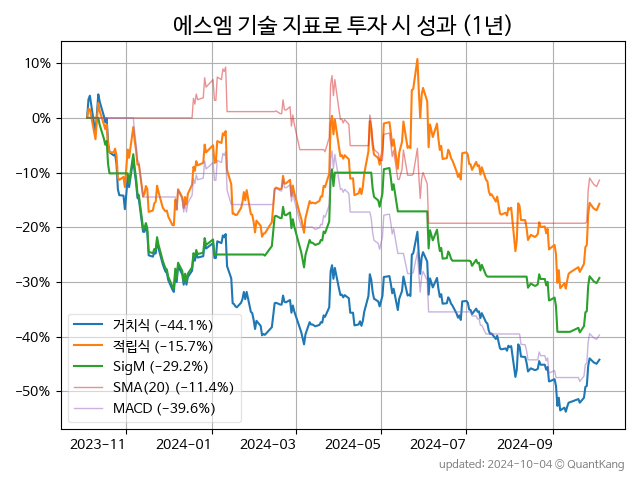 에스엠 기술 지표로 투자 시 성과 (1년)
10%
0%
−10%
−20%
−30%
−40%
−50%
거치식 (−44.1%)
적립식 (−15.7%)
SigM (−29.2%)
SMA(20) (−11.4%)
MACD (−39.6%)
2023-11 2024-01 2024-03 2024-05 2024-07 2024-09
updated: 2024-10-04 ⓒ QuantKang